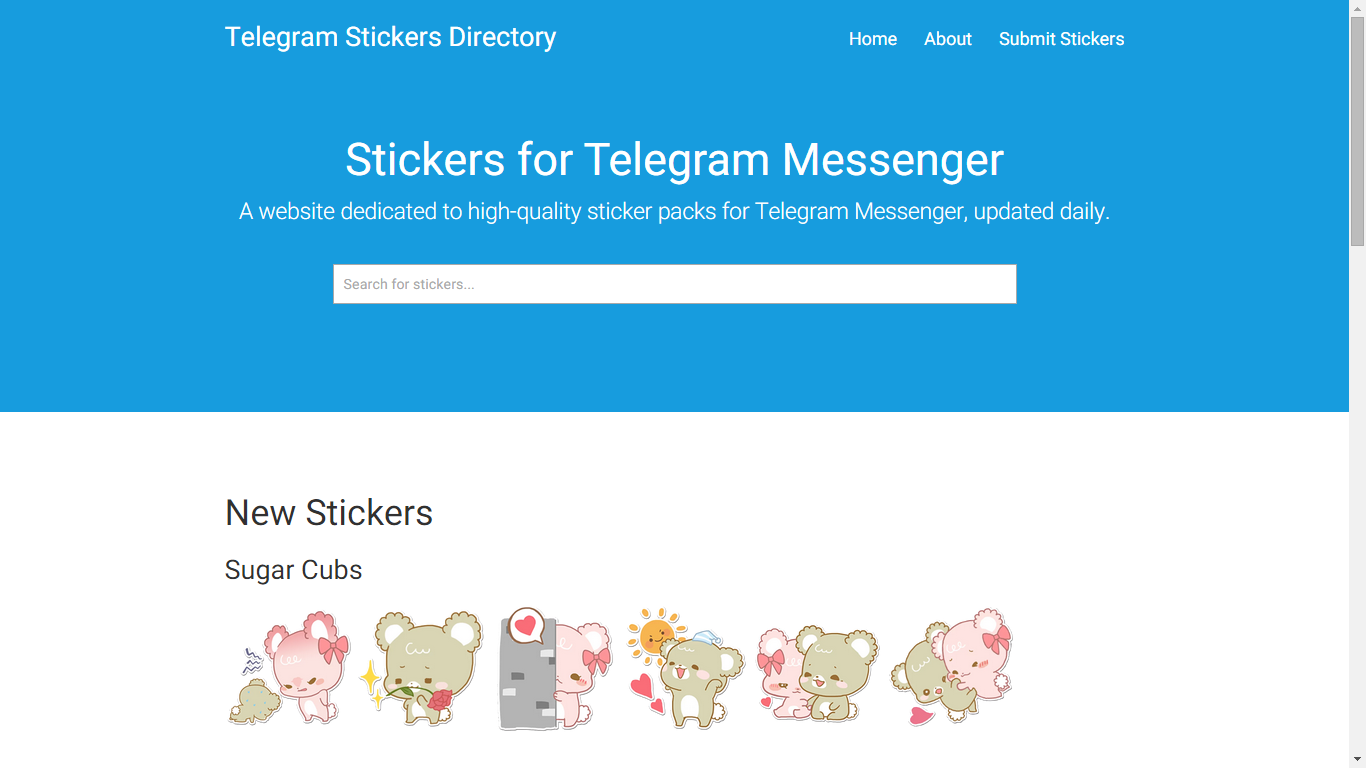 Telegram Stickers Directory
Home About Submit Stickers
Stickers for Telegram Messenger
A website dedicated to high-quality sticker packs for Telegram Messenger, updated daily.
Search for stickers...
New Stickers
Sugar Cubs